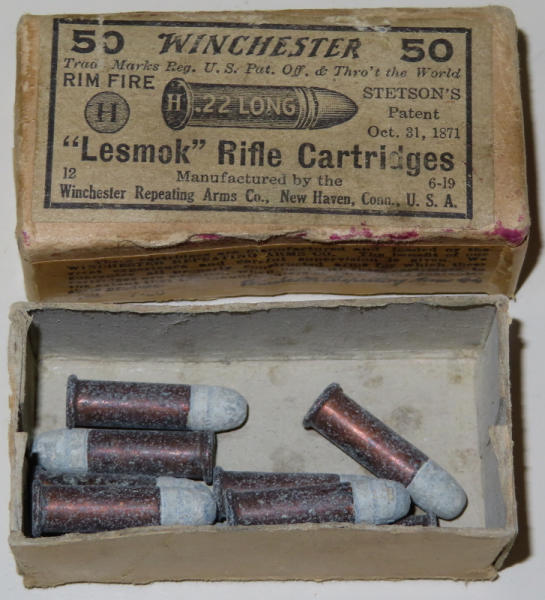 50 WINCHESTER 50
Trade Marks Reg. U. S. Pat. Off. & Thro't the World
RIM FIRE
H
H .22 LONG
STETSON'S
Patent
Oct. 31, 1871
"Lesmok" Rifle Cartridges
12
Manufactured by the
6-19
Winchester Repeating Arms Co., New Haven, Conn., U. S. A.